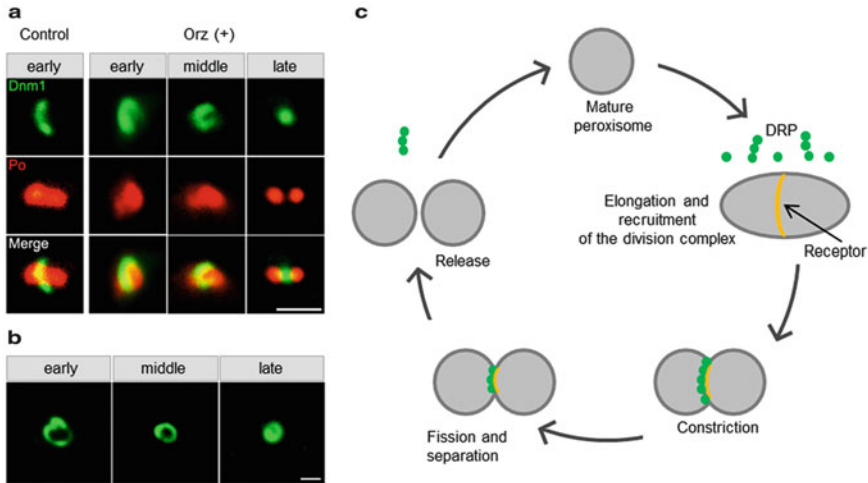 a
Control
Orz (+)
early
early
middle
late
Dnm1
Po
Merge
b
early
middle
late
c
Mature
peroxisome
DRP
Elongation and
recruitment
of the division complex
Receptor
Constriction
Fission and
separation
Release